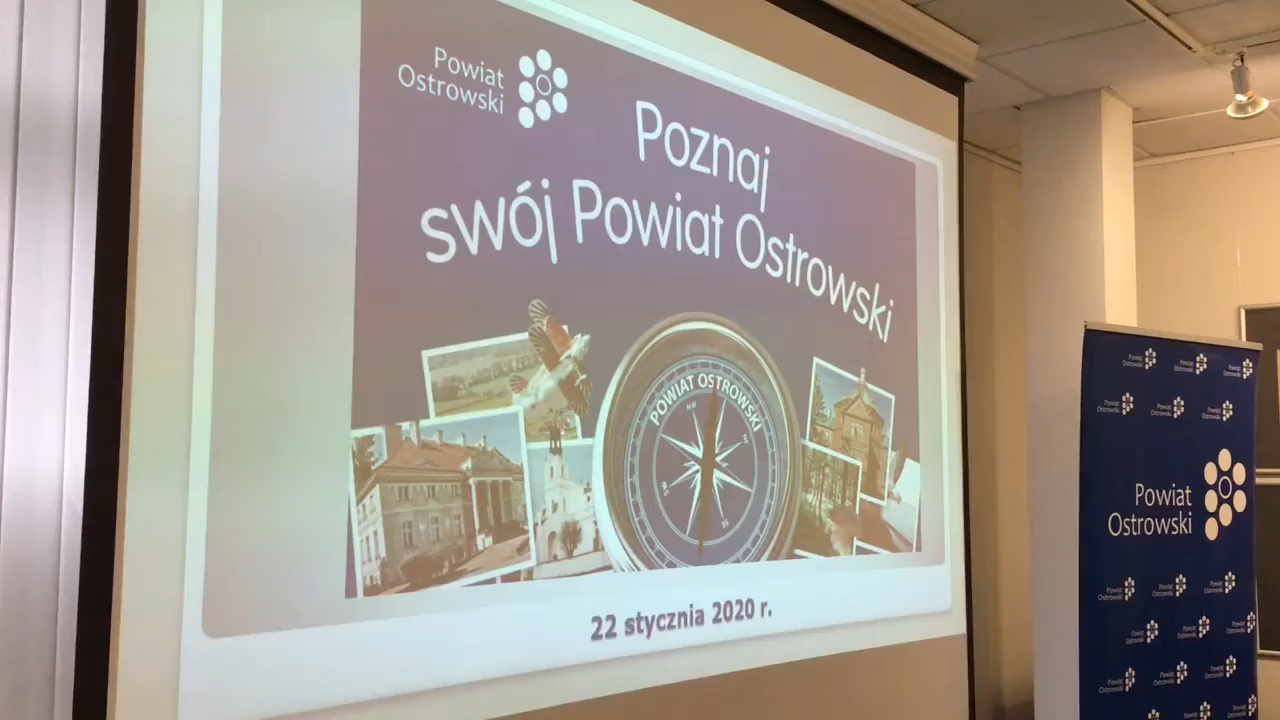 Powiat
Ostrowski
Poznaj
swój Powiat Ostrowski
POWIAT OSTROWSKI
22 stycznia 2020 r.
Powiat
Ostrowski